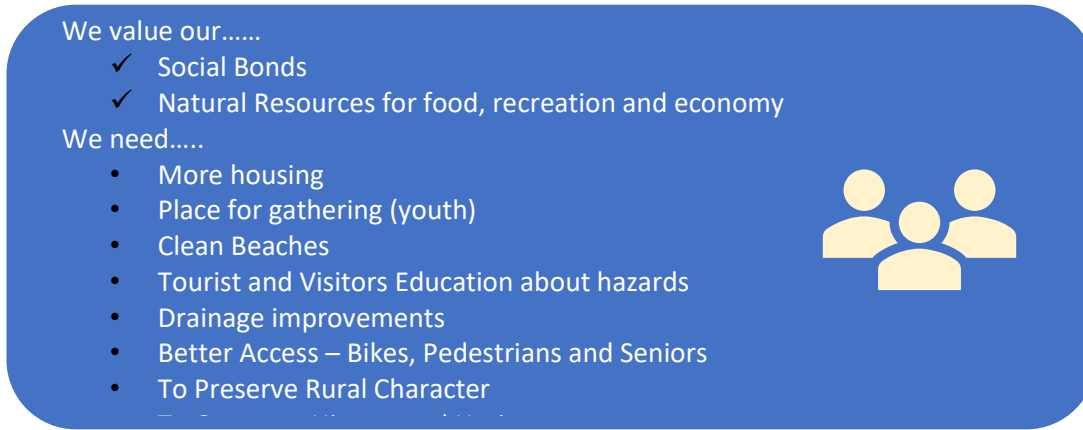 We value our……
✓ Social Bonds
✓ Natural Resources for food, recreation and economy
We need…..
• More housing
• Place for gathering (youth)
• Clean Beaches
• Tourist and Visitors Education about hazards
• Drainage improvements
• Better Access – Bikes, Pedestrians and Seniors
• To Preserve Rural Character